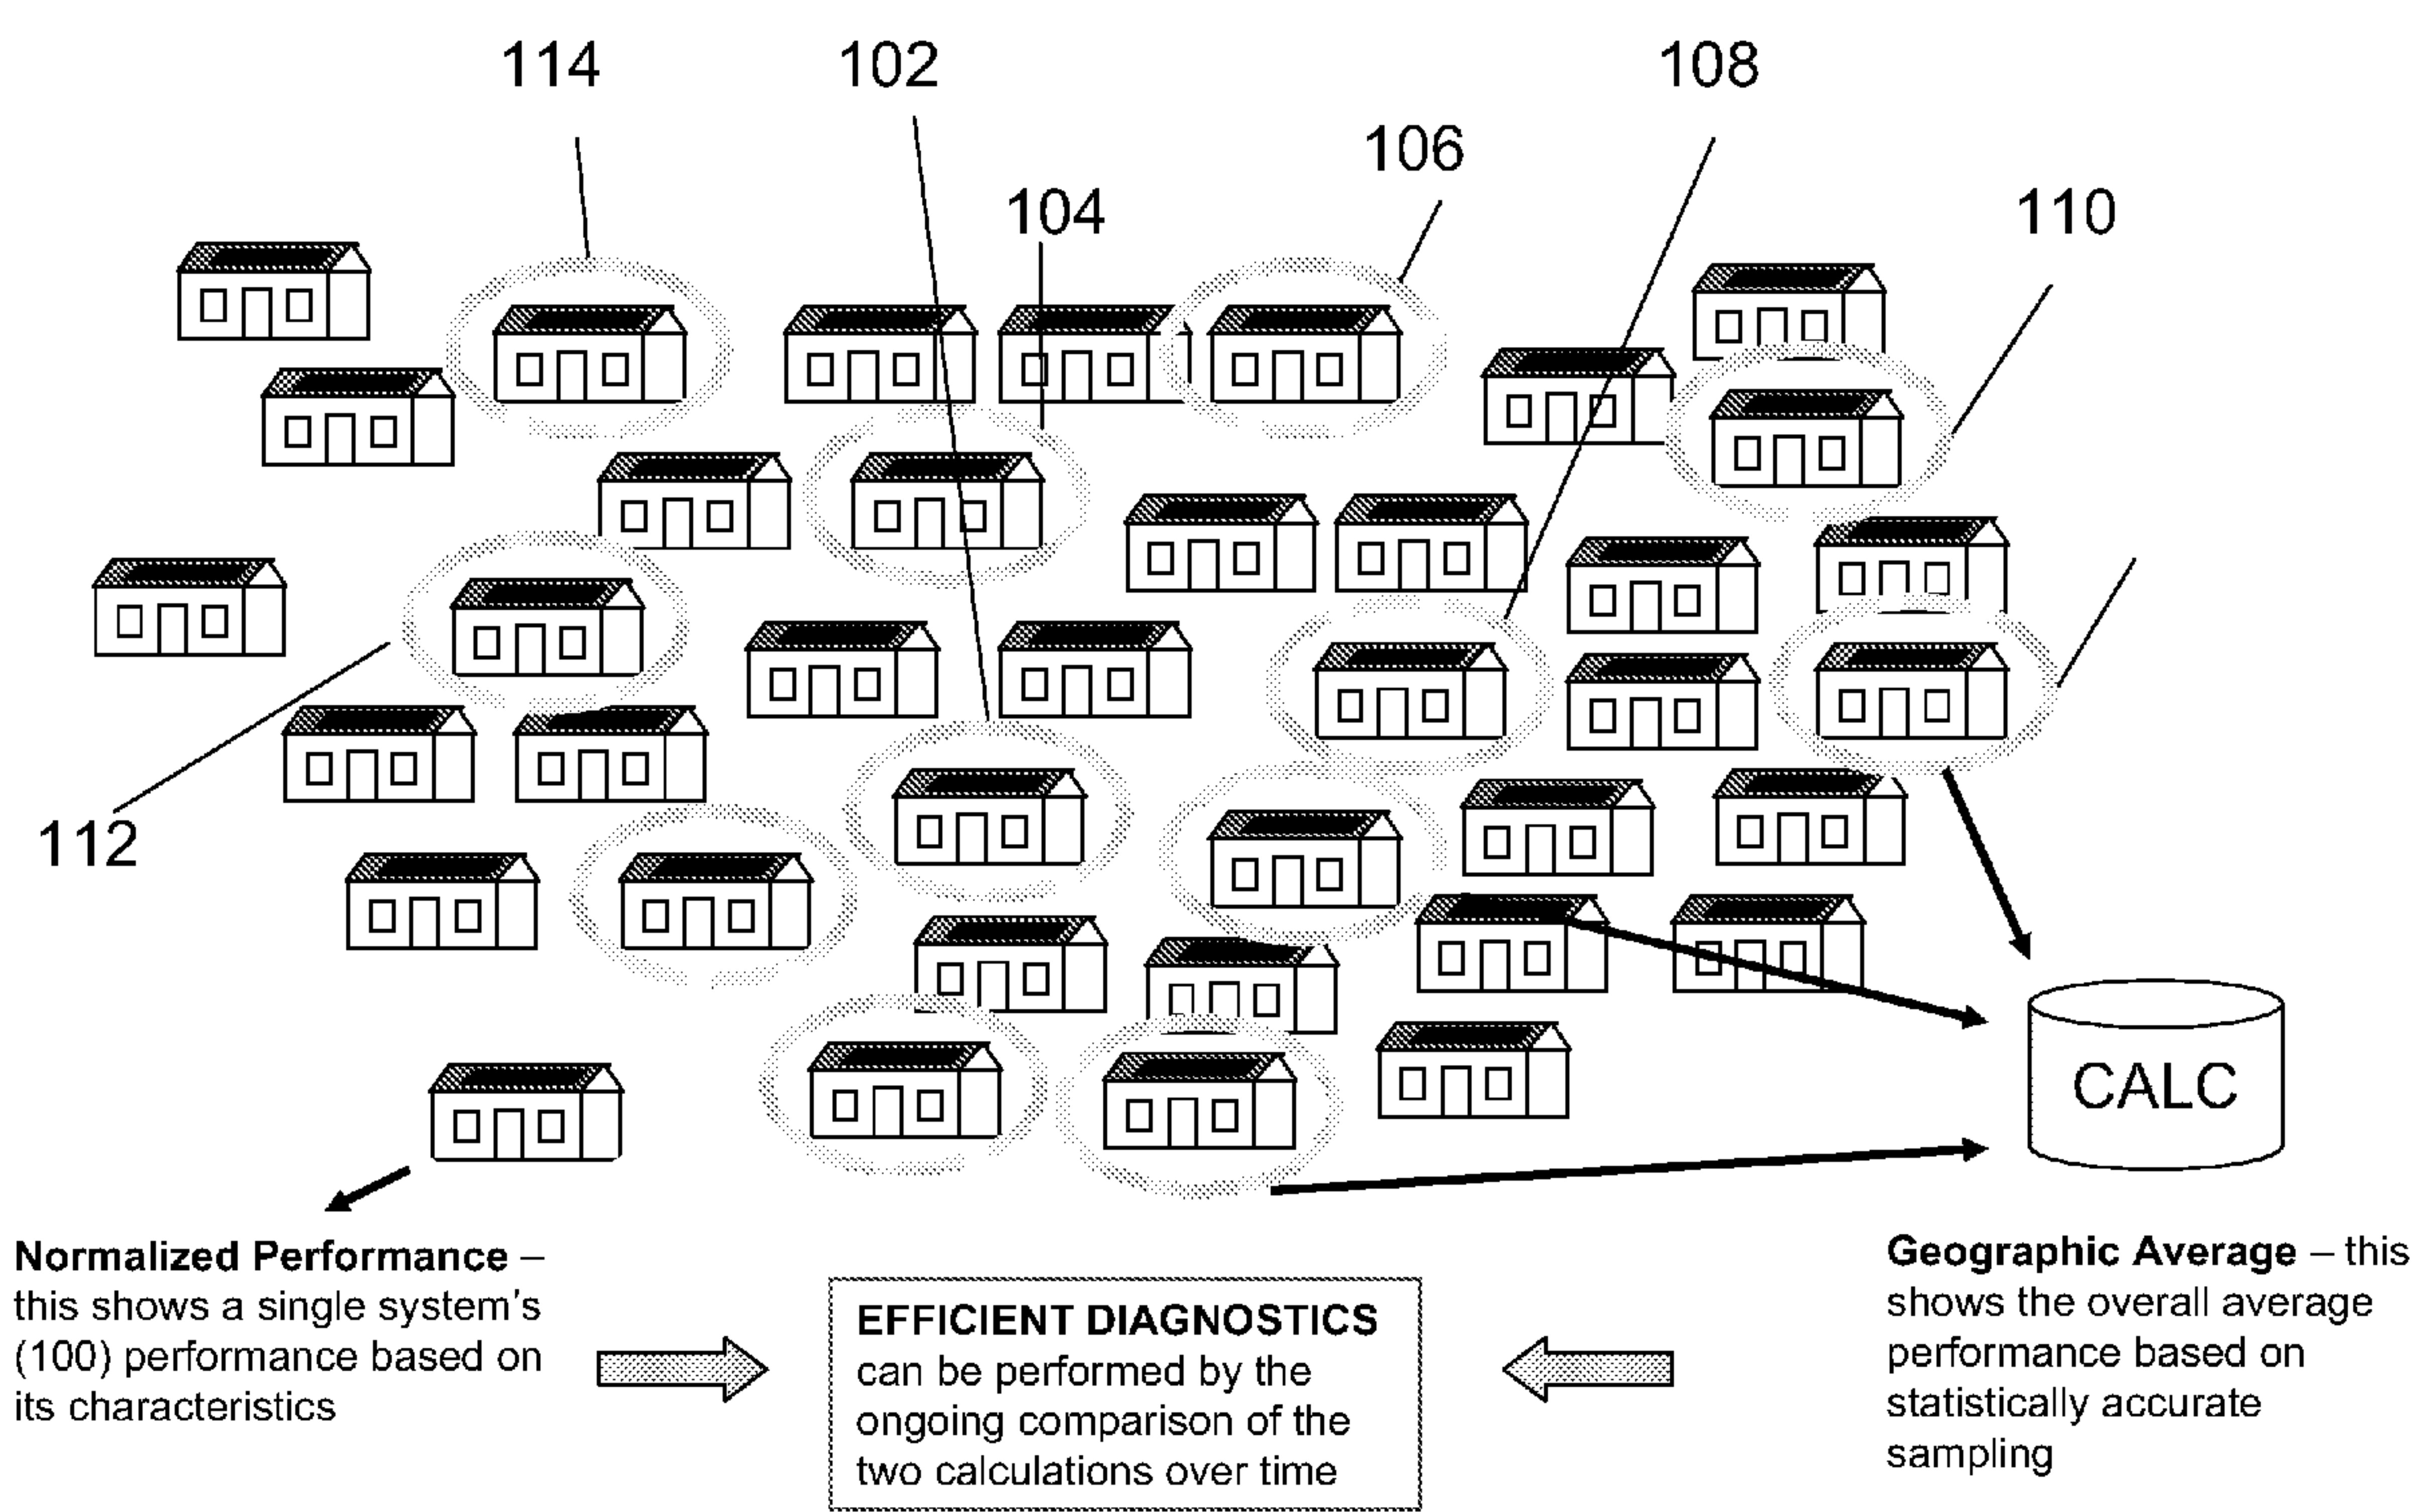 114
102
108
106
104
110
112
CALC
Normalized Performance –
this shows a single system's
(100) performance based on
its characteristics
EFFICIENT DIAGNOSTICS
can be performed by the
ongoing comparison of the
two calculations over time
Geographic Average – this
shows the overall average
performance based on
statistically accurate
sampling